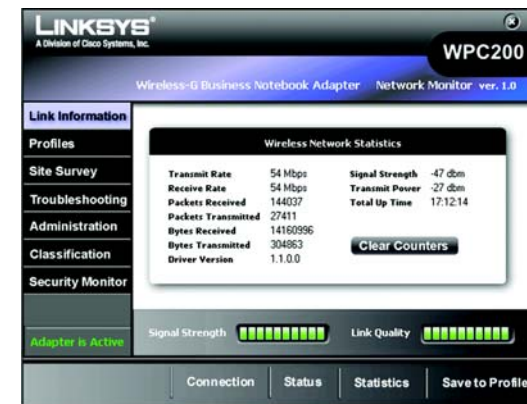 LINKSYS®
A Division of Cisco Systems, Inc.
WPC200
Wireless-G Business Notebook Adapter Network Monitor ver. 1.0
Link Information
Profiles
Site Survey
Troubleshooting
Administration
Classification
Security Monitor
Adapter is Active
Wireless Network Statistics
Transmit Rate 54 Mbps Signal Strength -47 dbm
Receive Rate 54 Mbps Transmit Power -27 dbm
Packets Received 144037 Total Up Time 17:12:14
Packets Transmitted 27411
Bytes Received 14160996
Bytes Transmitted 304863
Driver Version 1.1.0.0
Clear Counters
Signal Strength Link Quality
Connection Status Statistics Save to Profile